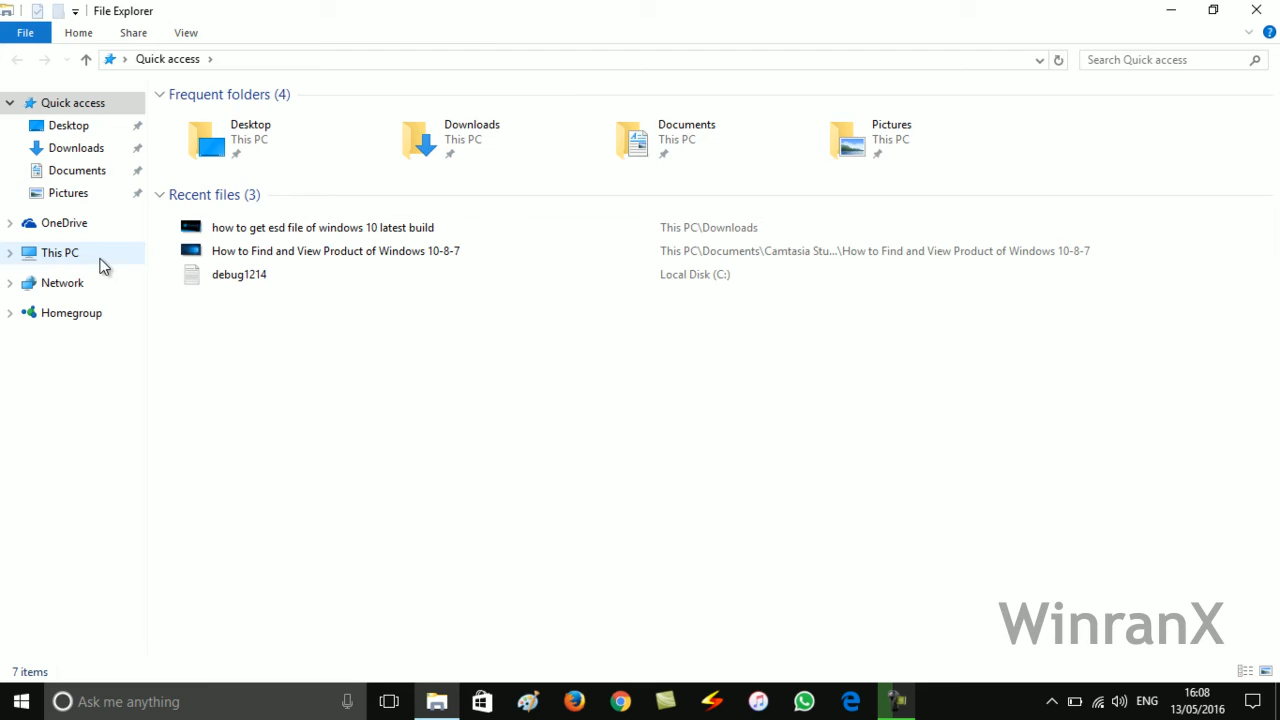 File Explorer
File Home Share View
Quick access
Search Quick access
Quick access
Desktop
Downloads
Documents
Pictures
OneDrive
This PC
Network
Homegroup
Frequent folders (4)
Desktop
This PC
Downloads
This PC
Documents
This PC
Pictures
This PC
Recent files (3)
how to get esd file of windows 10 latest build This PC\Downloads
How to Find and View Product of Windows 10-8-7 This PC\Documents\Camtasia Stu...\How to Find and View Product of Windows 10-8-7
debug1214 Local Disk (C:)
WinranX
7 items
Ask me anything
ENG
16:08
13/05/2016